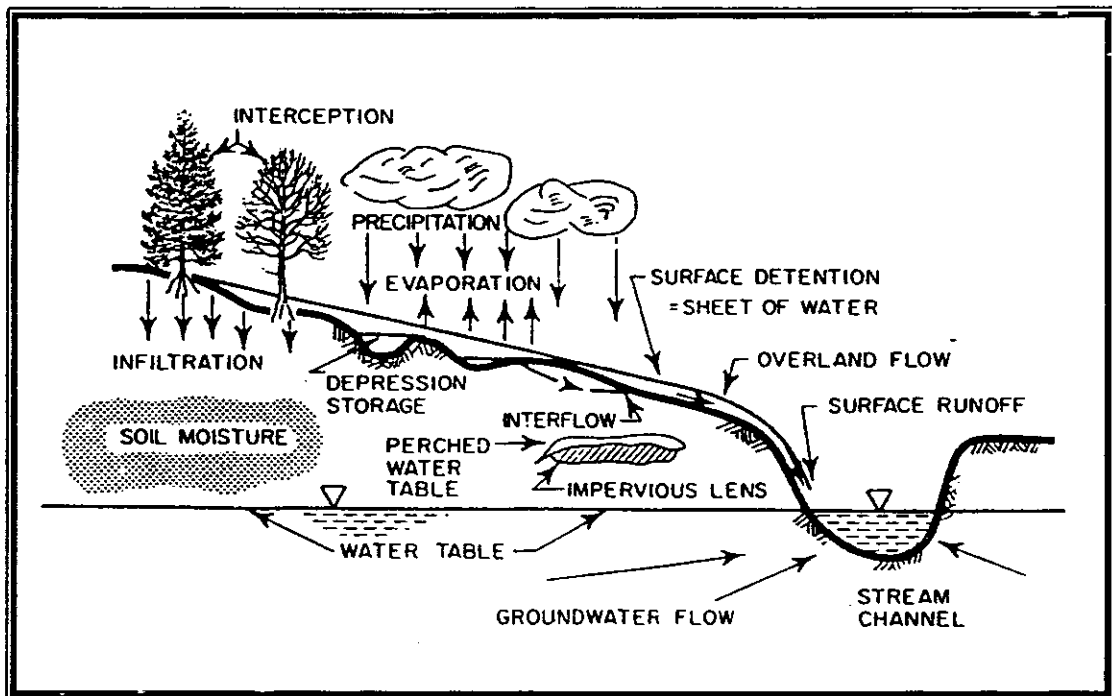 INTERCEPTION
PRECIPITATION
EVAPORATION
SURFACE DETENTION
=SHEET OF WATER
INFILTRATION
OVERLAND FLOW
DEPRESSION
STORAGE
SURFACE RUNOFF
INTERFLOW
SOIL MOISTURE
PERCHED
WATER
TABLE
IMPERVIOUS LENS
WATER TABLE
GROUNDWATER FLOW
STREAM
CHANNEL